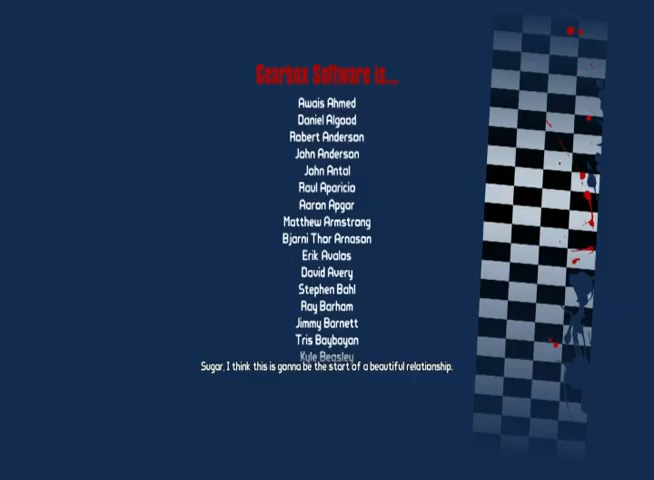 Gearbox Software is...
Awais Ahmed
Daniel Algood
Robert Anderson
John Anderson
John Antal
Raul Aparicio
Aaron Apgar
Matthew Armstrong
Bjarni Thor Arnason
Erik Avalos
David Avery
Stephen Bahl
Ray Barham
Jimmy Barnett
Tris Baybayan
Kyle Beasley
Sugar, I think this is gonna be the start of a beautiful relationship.